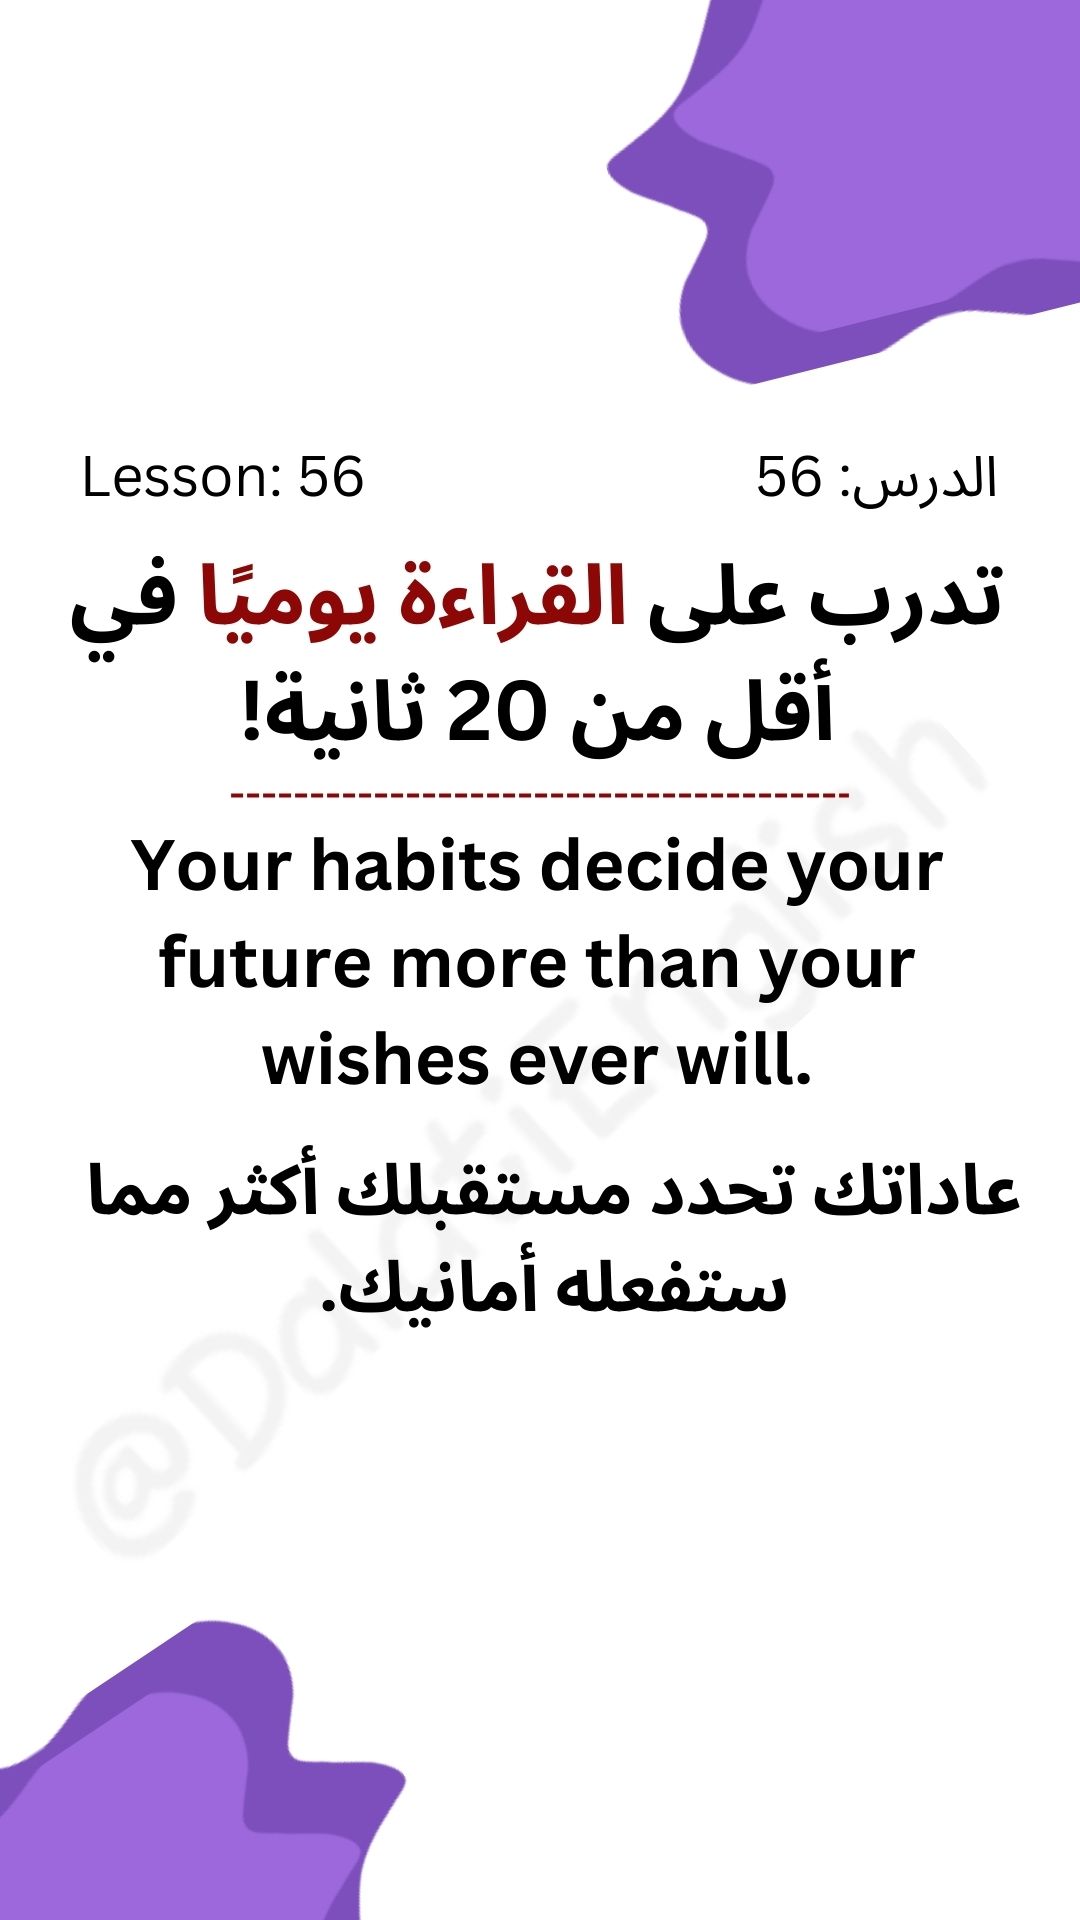 Lesson: 56
الدرس: 56
تدرب على القراءة يوميًا في
أقل من 20 ثانية!
---------------------------------------
Your habits decide your
future more than your
wishes ever will.
عاداتك تحدد مستقبلك أكثر مما
ستفعله أمانيك.
@DalatiEnglish